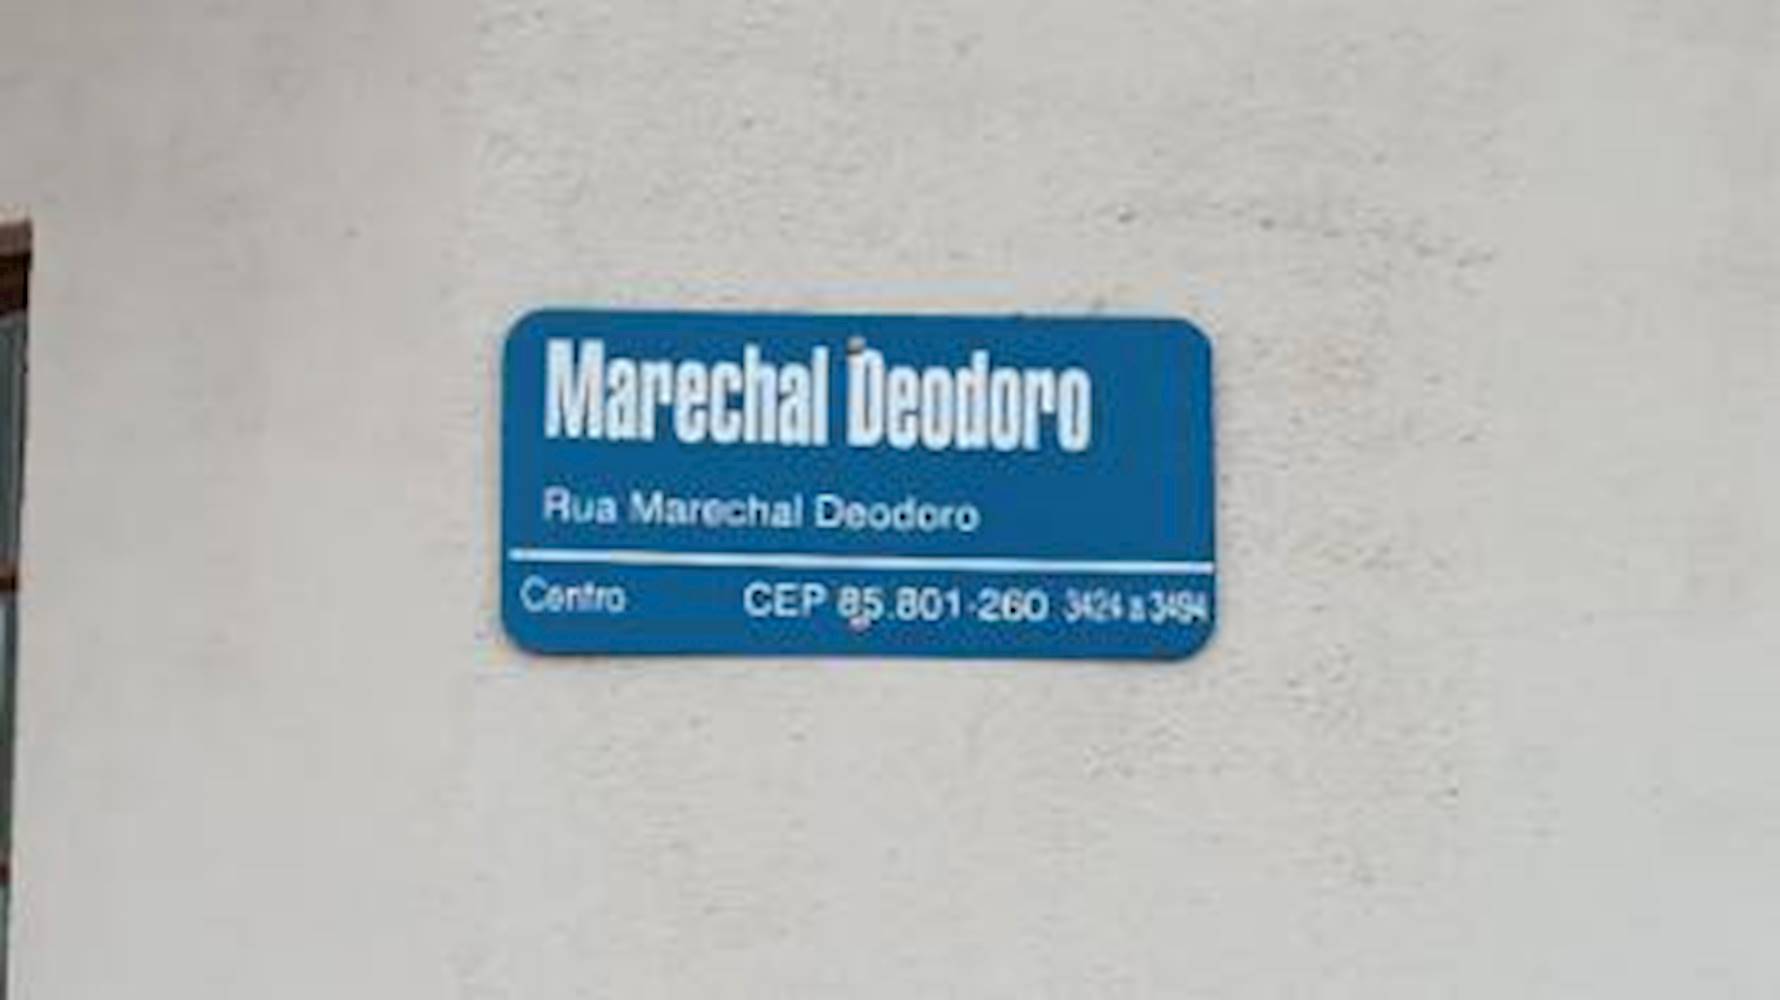 Marechal Deodoro
Rua Marechal Deodoro
Centro CEP 85.801-260 3424 a 3494